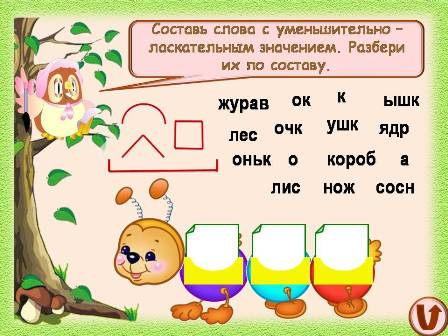 Составь слова с уменьшительно –
ласкательным значением. Разбери
их по составу.
журав ок к ышк
лес очк ушк ядр
оньк о короб а
лис нож сосн